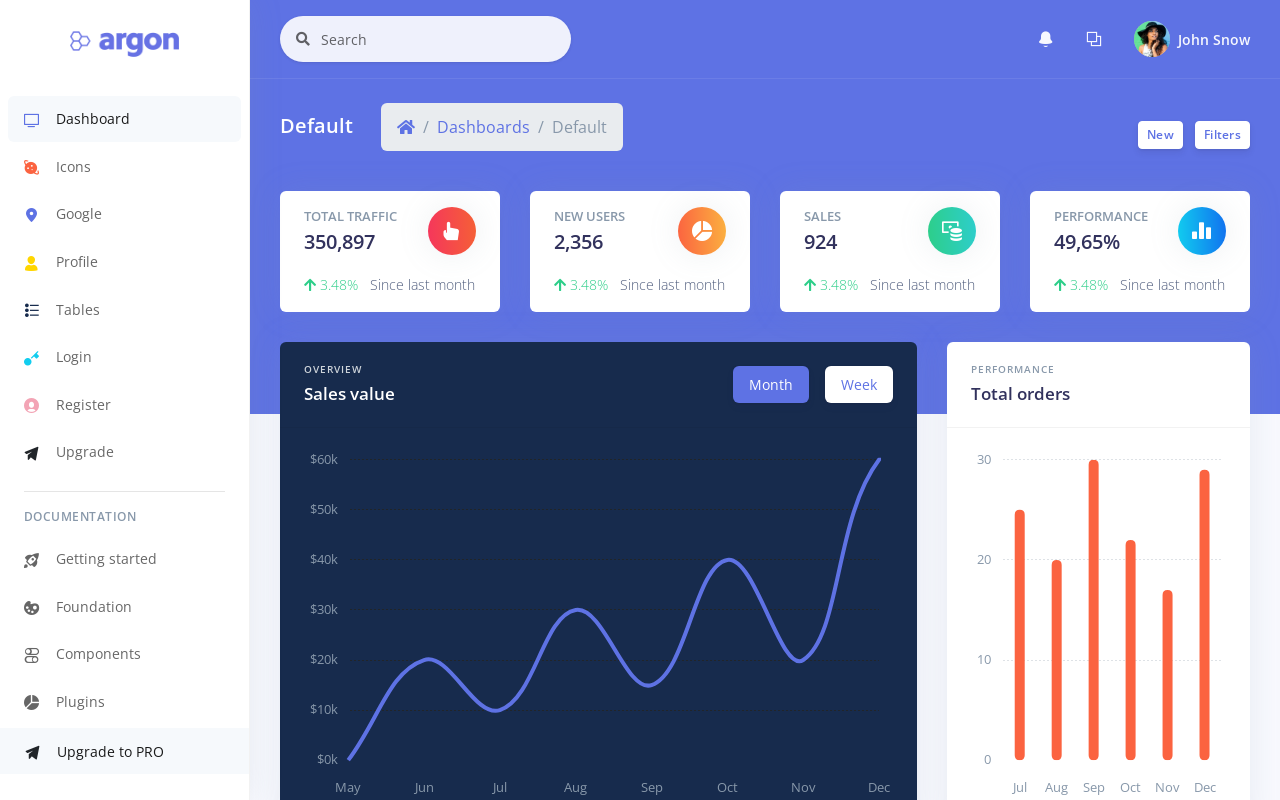 argon
Dashboard
Icons
Google
Profile
Tables
Login
Register
Upgrade
DOCUMENTATION
Getting started
Foundation
Components
Plugins
Upgrade to PRO
Search
John Snow
Default
/ Dashboards / Default
New
Filters
TOTAL TRAFFIC
350,897
3.48% Since last month
NEW USERS
2,356
3.48% Since last month
SALES
924
3.48% Since last month
PERFORMANCE
49,65%
3.48% Since last month
OVERVIEW
Sales value
Month
Week
$60k
$50k
$40k
$30k
$20k
$10k
$0k
May Jun Jul Aug Sep Oct Nov Dec
PERFORMANCE
Total orders
30
20
10
0
Jul Aug Sep Oct Nov Dec